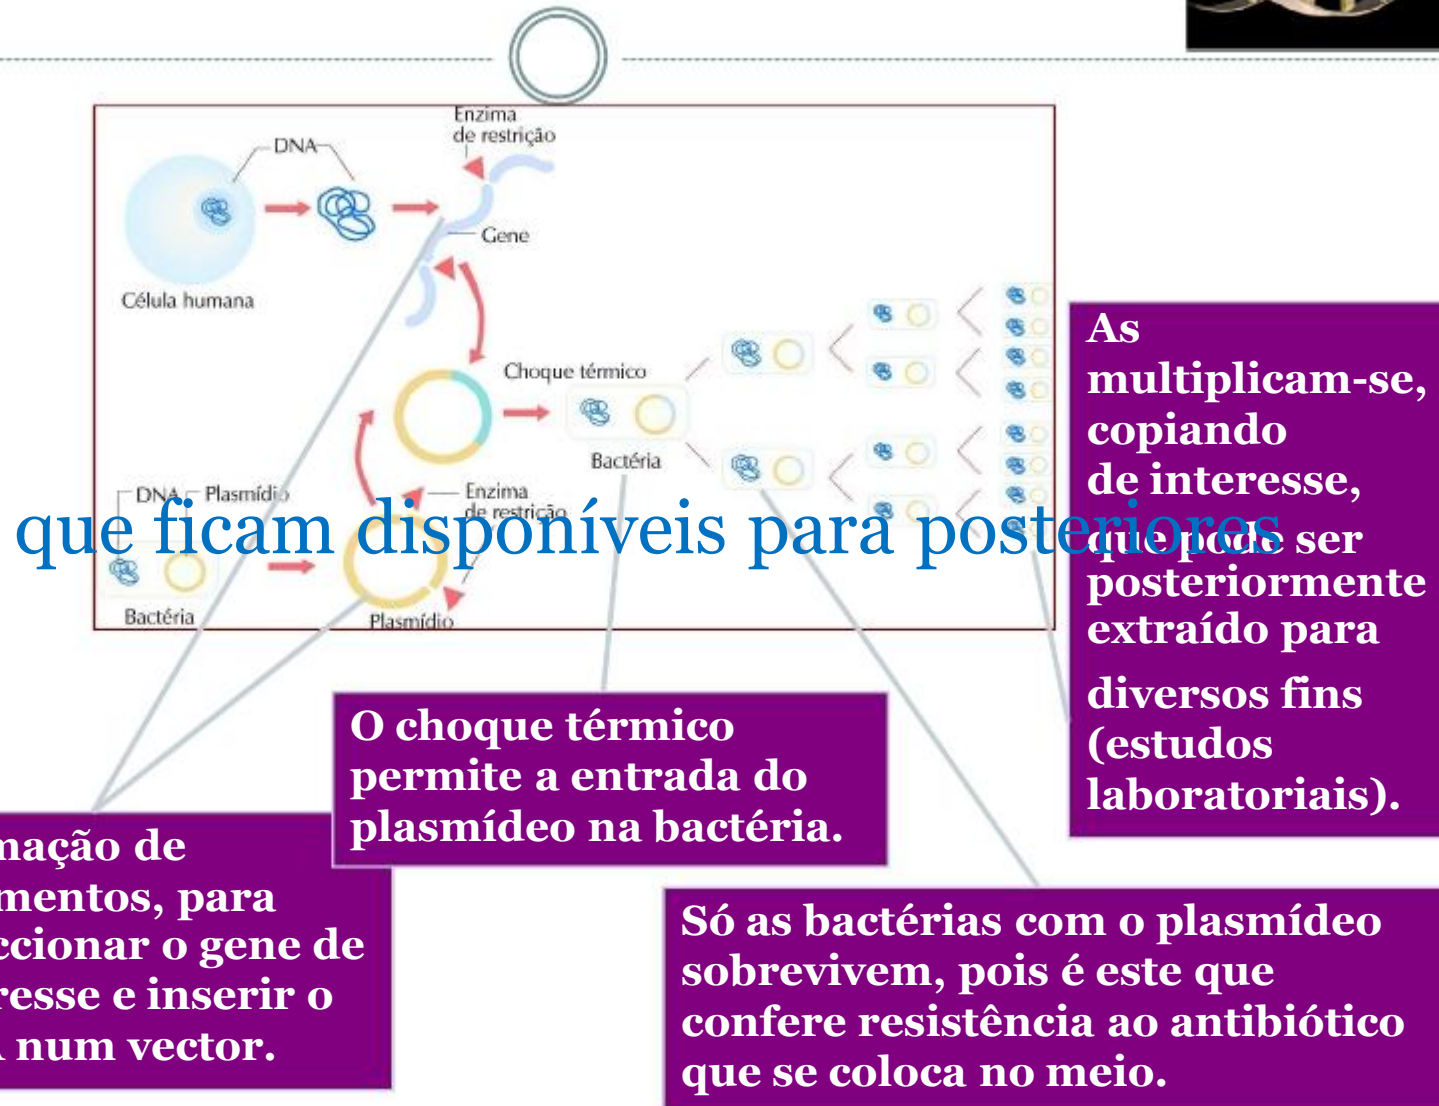 Enzima
de restrição
DNA
Gene
Célula humana
Choque térmico
Bactéria
DNA
Plasmídio
Enzima
de restrição
Bactéria
Plasmídio
que ficam disponíveis para posteriores
As
multiplicam-se,
copiando
de interesse,
que pode ser
posteriormente
extraído para
diversos fins
(estudos
laboratoriais).
O choque térmico
permite a entrada do
plasmídeo na bactéria.
mação de
mentos, para
ccionar o gene de
resse e inserir o
A num vector.
Só as bactérias com o plasmídeo
sobrevivem, pois é este que
confere resistência ao antibiótico
que se coloca no meio.